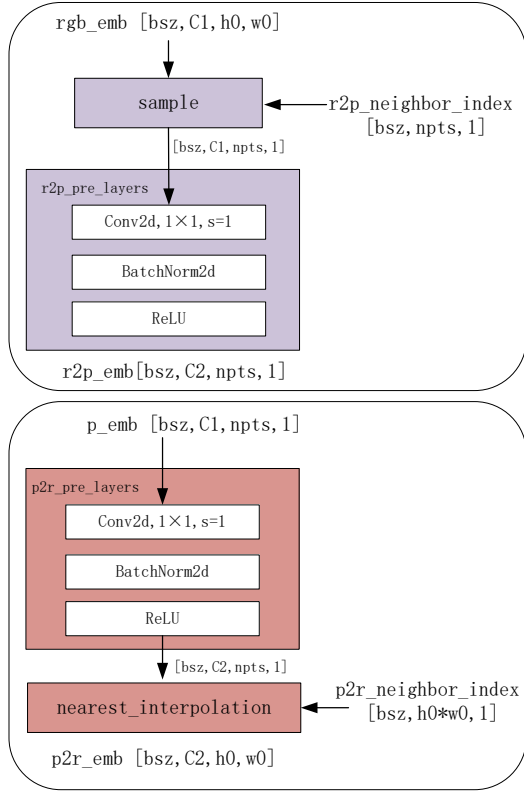 rgb_emb [bsz, C1, h0, w0]
sample
r2p_neighbor_index
[bsz, npts, 1]
[bsz, C1, npts, 1]
r2p_pre_layers
Conv2d, 1×1, s=1
BatchNorm2d
ReLU
r2p_emb[bsz, C2, npts, 1]
p_emb [bsz, C1, npts, 1]
p2r_pre_layers
Conv2d, 1×1, s=1
BatchNorm2d
ReLU
[bsz, C2, npts, 1]
nearest_interpolation
p2r_neighbor_index
[bsz, h0*w0, 1]
p2r_emb [bsz, C2, h0, w0]